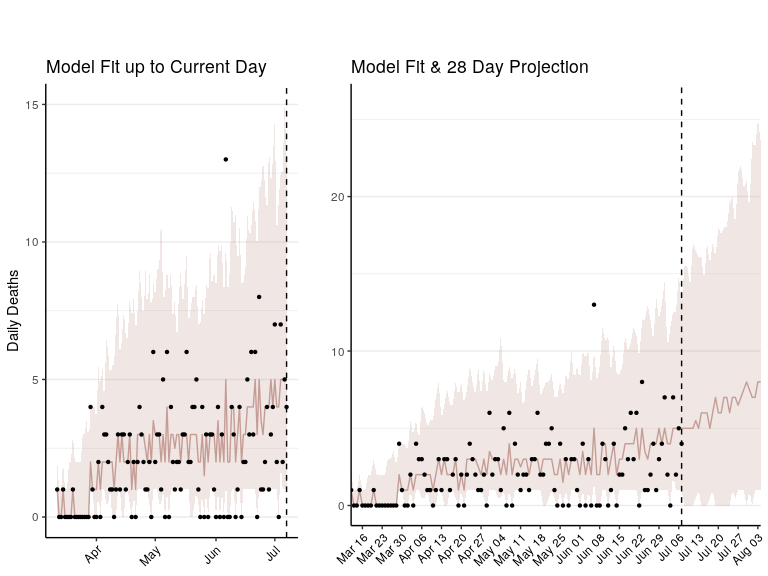 Model Fit up to Current Day
Model Fit & 28 Day Projection
Daily Deaths
15
10
5
0
Apr
May
Jun
Jul
20
10
0
Mar 16
Mar 23
Mar 30
Apr 06
Apr 13
Apr 20
Apr 27
May 04
May 11
May 18
May 25
Jun 01
Jun 08
Jun 15
Jun 22
Jun 29
Jul 06
Jul 13
Jul 20
Jul 27
Aug 03